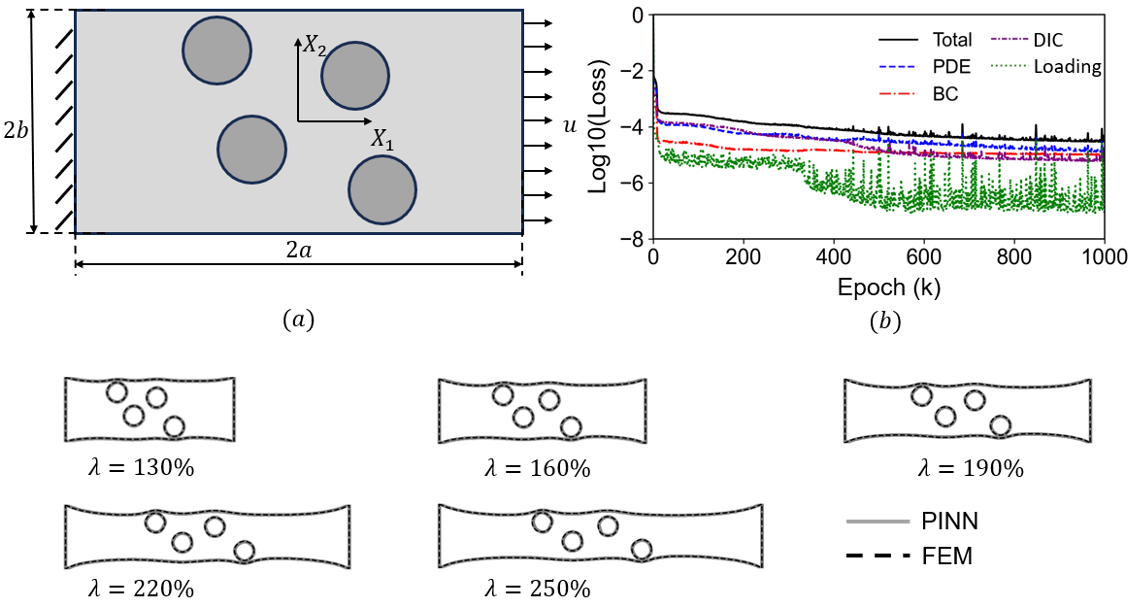 X₂
X₁
2b
u
2a
(a)
Log10(Loss)
0
−2
−4
−6
−8
Total
PDE
BC
DIC
Loading
0 200 400 600 800 1000
Epoch (k)
(b)
λ = 130%
λ = 160%
λ = 190%
λ = 220%
λ = 250%
PINN
FEM